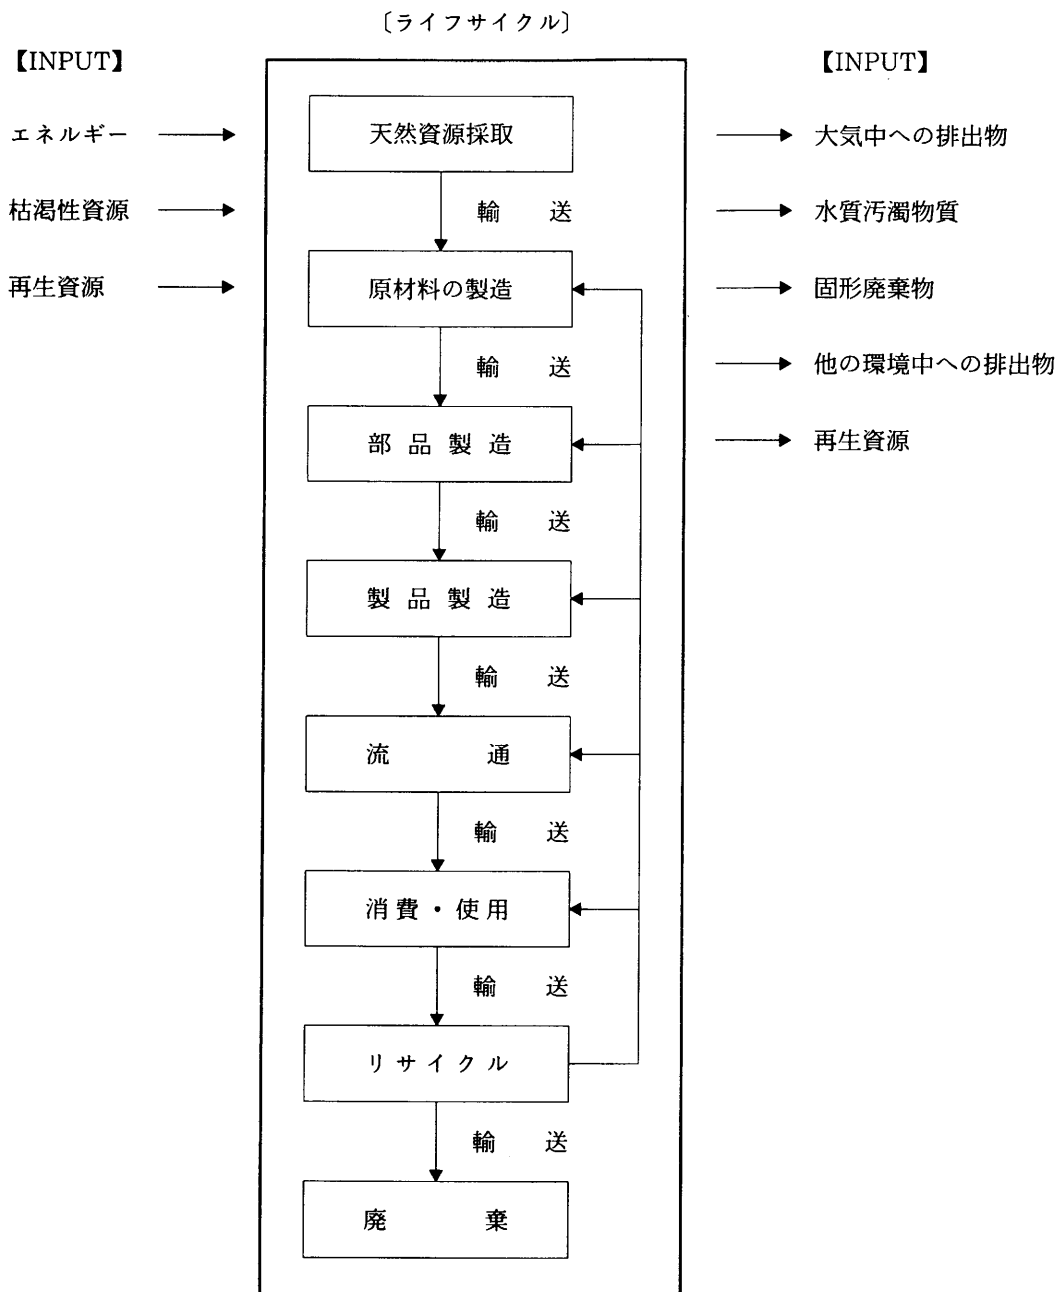 〔ライフサイクル〕
【INPUT】
エネルギー
枯渇性資源
再生資源
天然資源採取
輸送
原材料の製造
輸送
部品製造
輸送
製品製造
輸送
流通
輸送
消費・使用
輸送
リサイクル
輸送
廃棄
【INPUT】
大気中への排出物
水質汚濁物質
固形廃棄物
他の環境中への排出物
再生資源